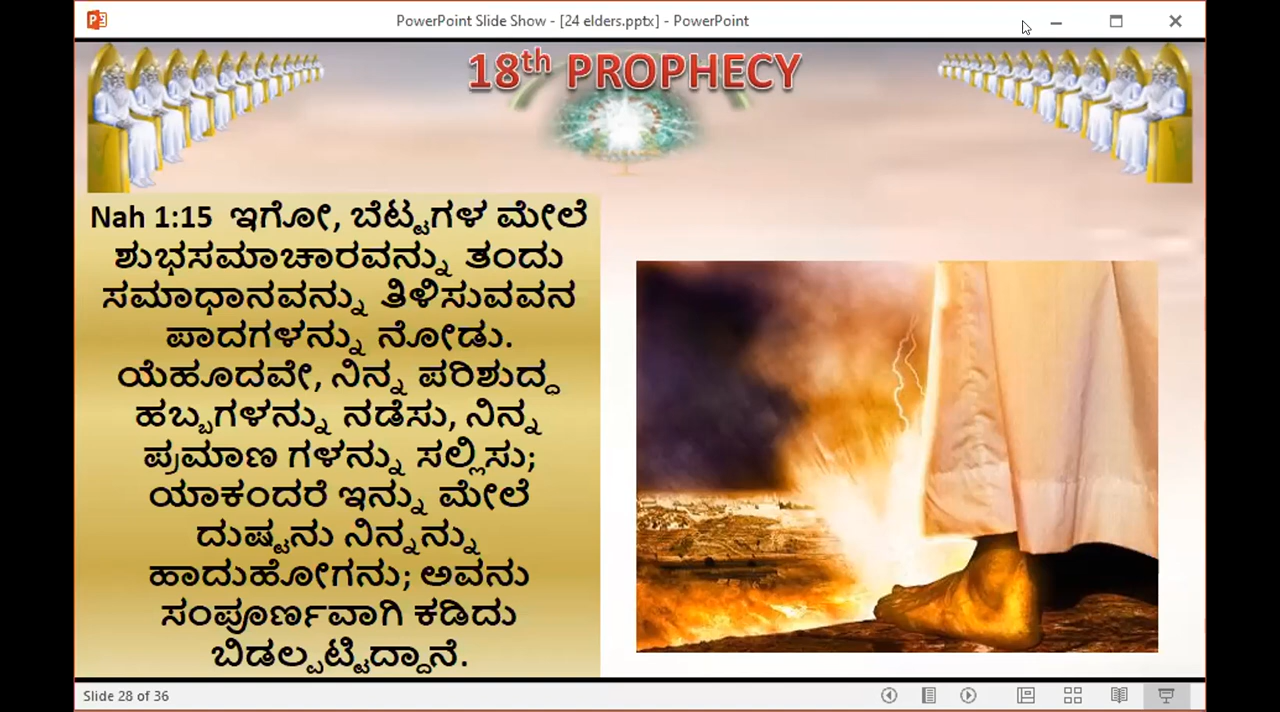 PowerPoint Slide Show - [24 elders.pptx] - PowerPoint
18th PROPHECY
Nah 1:15 ಇಗೋ, ಬೆಟ್ಟಗಳ ಮೇಲೆ
ಶುಭಸಮಾಚಾರವನ್ನು ತಂದು
ಸಮಾಧಾನವನ್ನು ತಿಳಿಸುವವನ
ಪಾದಗಳನ್ನು ನೋಡು.
ಯೆಹೂದವೇ, ನಿನ್ನ ಪರಿಶುದ್ಧ
ಹಬ್ಬಗಳನ್ನು ನಡೆಸು, ನಿನ್ನ
ಪ್ರಮಾಣ ಗಳನ್ನು ಸಲ್ಲಿಸು;
ಯಾಕಂದರೆ ಇನ್ನು ಮೇಲೆ
ದುಷ್ಟನು ನಿನ್ನನ್ನು
ಹಾದುಹೋಗನು; ಅವನು
ಸಂಪೂರ್ಣವಾಗಿ ಕಡಿದು
ಬಿಡಲ್ಪಟ್ಟಿದ್ದಾನೆ.
Slide 28 of 36